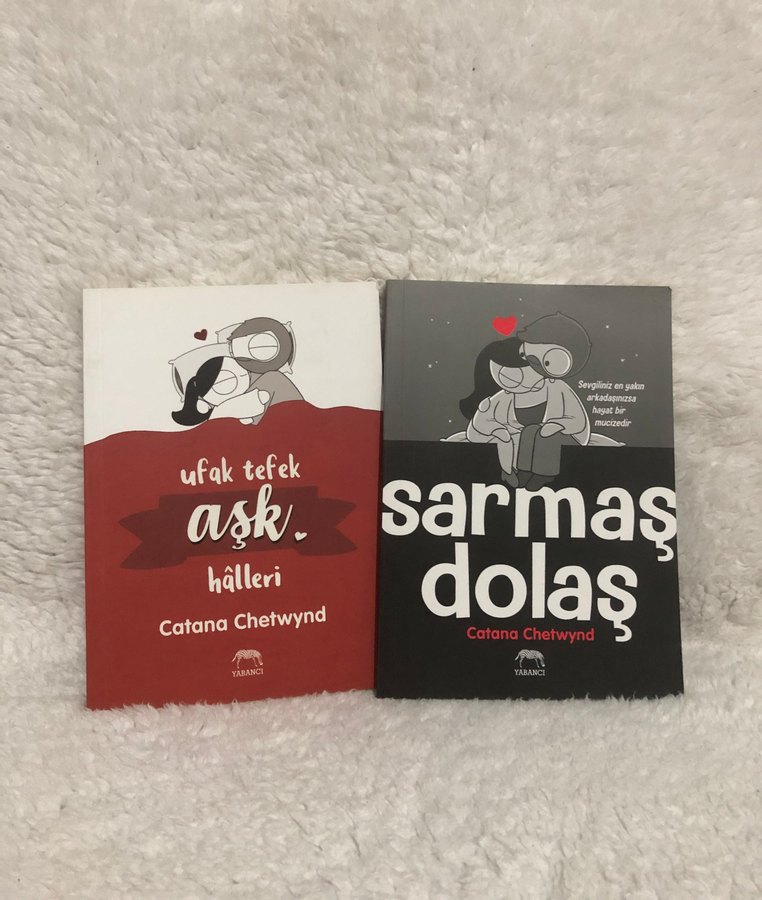 ufak tefek
aşk
hâlleri
Catana Chetwynd
YABANCI
Sevgiliniz en yakın
arkadaşınızsa
hayat bir
mucizedir
sarmaş
dolaş
Catana Chetwynd
YABANCI